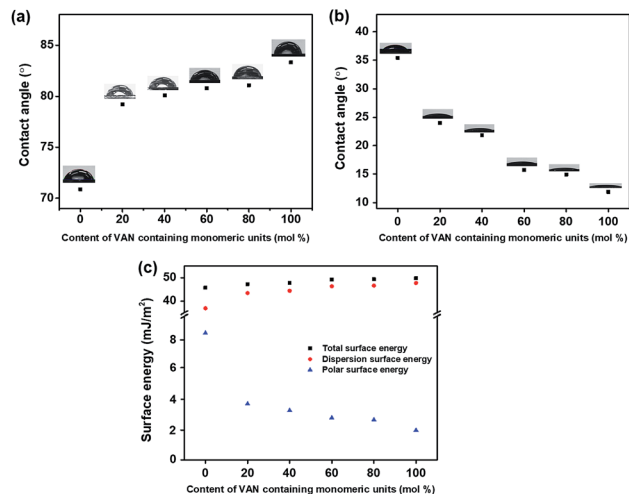 (a)
85
80
75
70
Contact angle (°)
0 20 40 60 80 100
Content of VAN containing monomeric units (mol %)
(b)
40
35
30
25
20
15
10
Contact angle (°)
0 20 40 60 80 100
Content of VAN containing monomeric units (mol %)
(c)
50
40
8
6
4
2
0
Surface energy (mJ/m²)
Total surface energy
Dispersion surface energy
Polar surface energy
0 20 40 60 80 100
Content of VAN containing monomeric units (mol %)